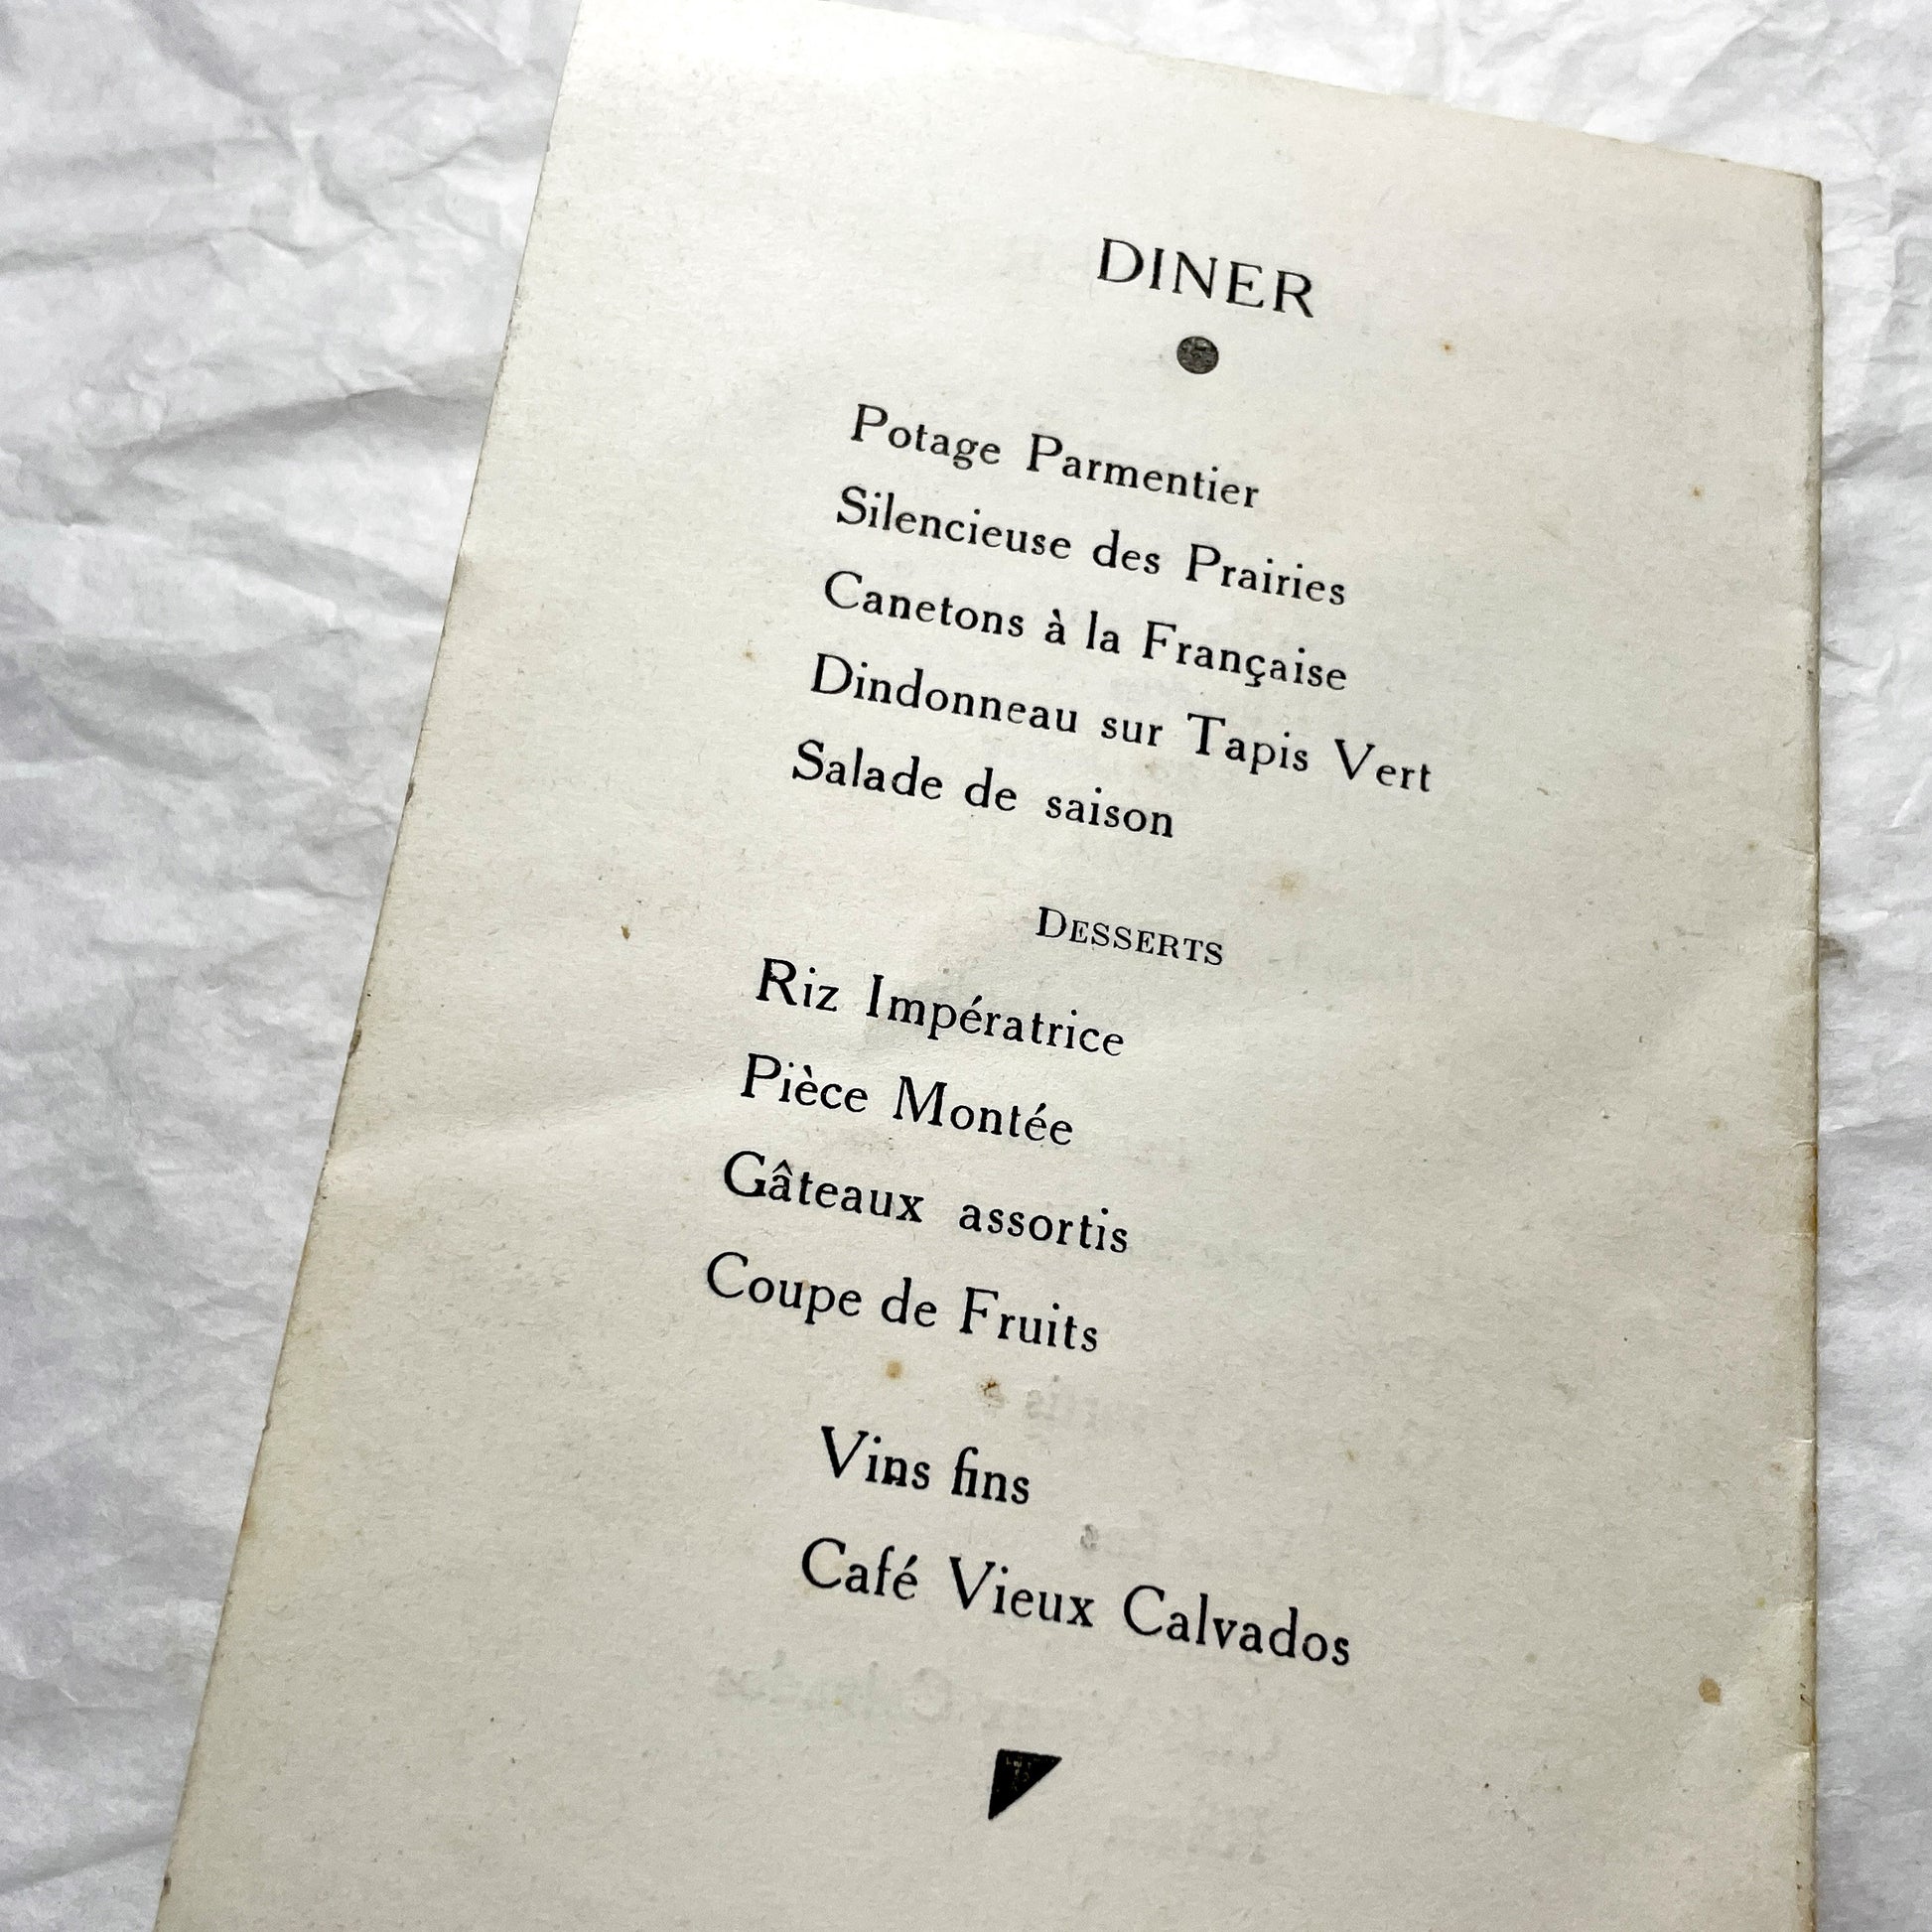 DINER
Potage Parmentier
Silencieuse des Prairies
Canetons à la Française
Dindonneau sur Tapis Vert
Salade de saison
DESSERTS
Riz Impératrice
Pièce Montée
Gâteaux assortis
Coupe de Fruits
Vins fins
Café Vieux Calvados